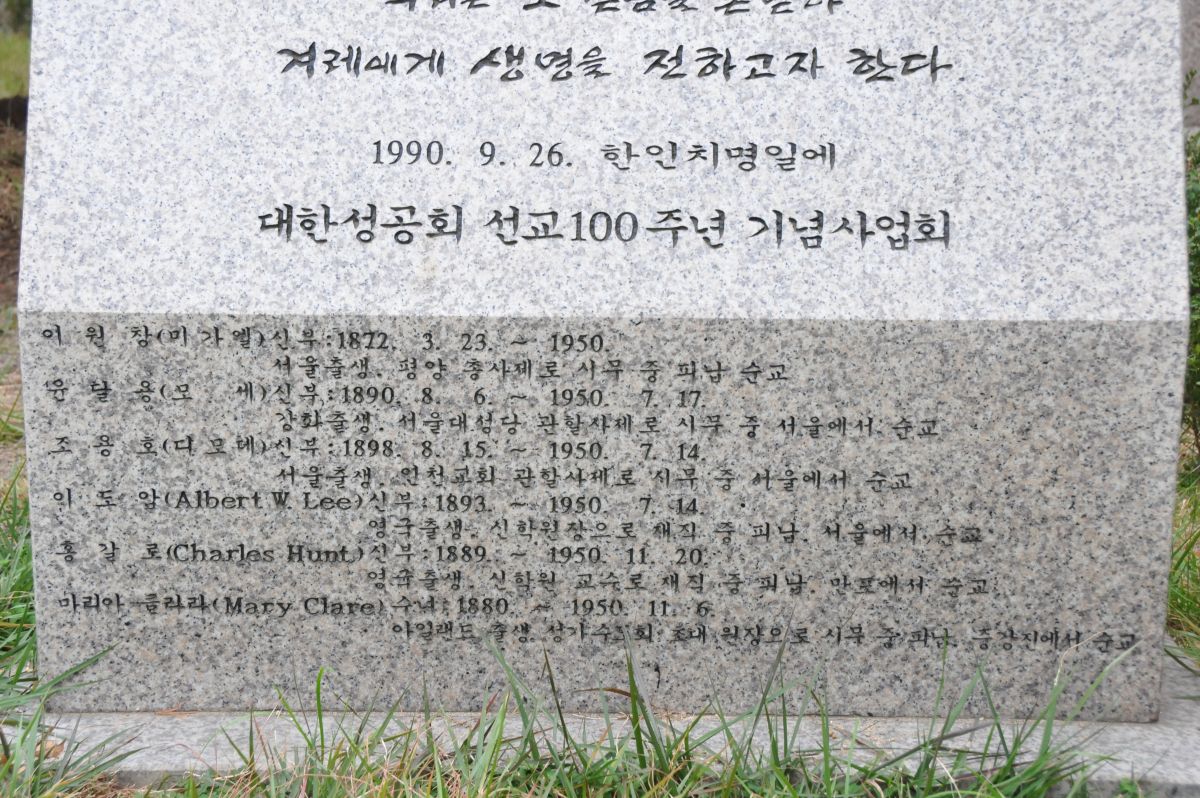 겨레에게 생명을 전하고자 한다.
1990. 9. 26. 한인치명일에
대한성공회 선교100주년 기념사업회
이 원 창(미가엘)신부:1872. 3. 23. ~ 1950.
서울출생. 평양 총사제로 시무 중 피납 순교
윤 달 용(모 세)신부:1890. 8. 6. ~ 1950. 7. 17.
강화출생. 서울대성당 관할사제로 시무 중 서울에서 순교
조 용 호(디모데)신부:1898. 8. 15. ~ 1950. 7. 14.
서울출생. 인천교회 관할사제로 시무 중 서울에서 순교
이 도 암(Albert W. Lee)신부:1893. ~ 1950. 7. 14.
영국출생. 신학원장으로 재직 중 피납. 서울에서 순교
홍 갈 로(Charles Hunt)신부:1889. ~ 1950. 11. 20.
영국출생. 신학원 교수로 재직 중 피납. 만포에서 순교
마리아 클라라(Mary Clare) 수녀:1880. ~ 1950. 11. 6.
아일랜드 출생. 성가수도회 초대 원장으로 시무 중 피납. 중강진에서 순교